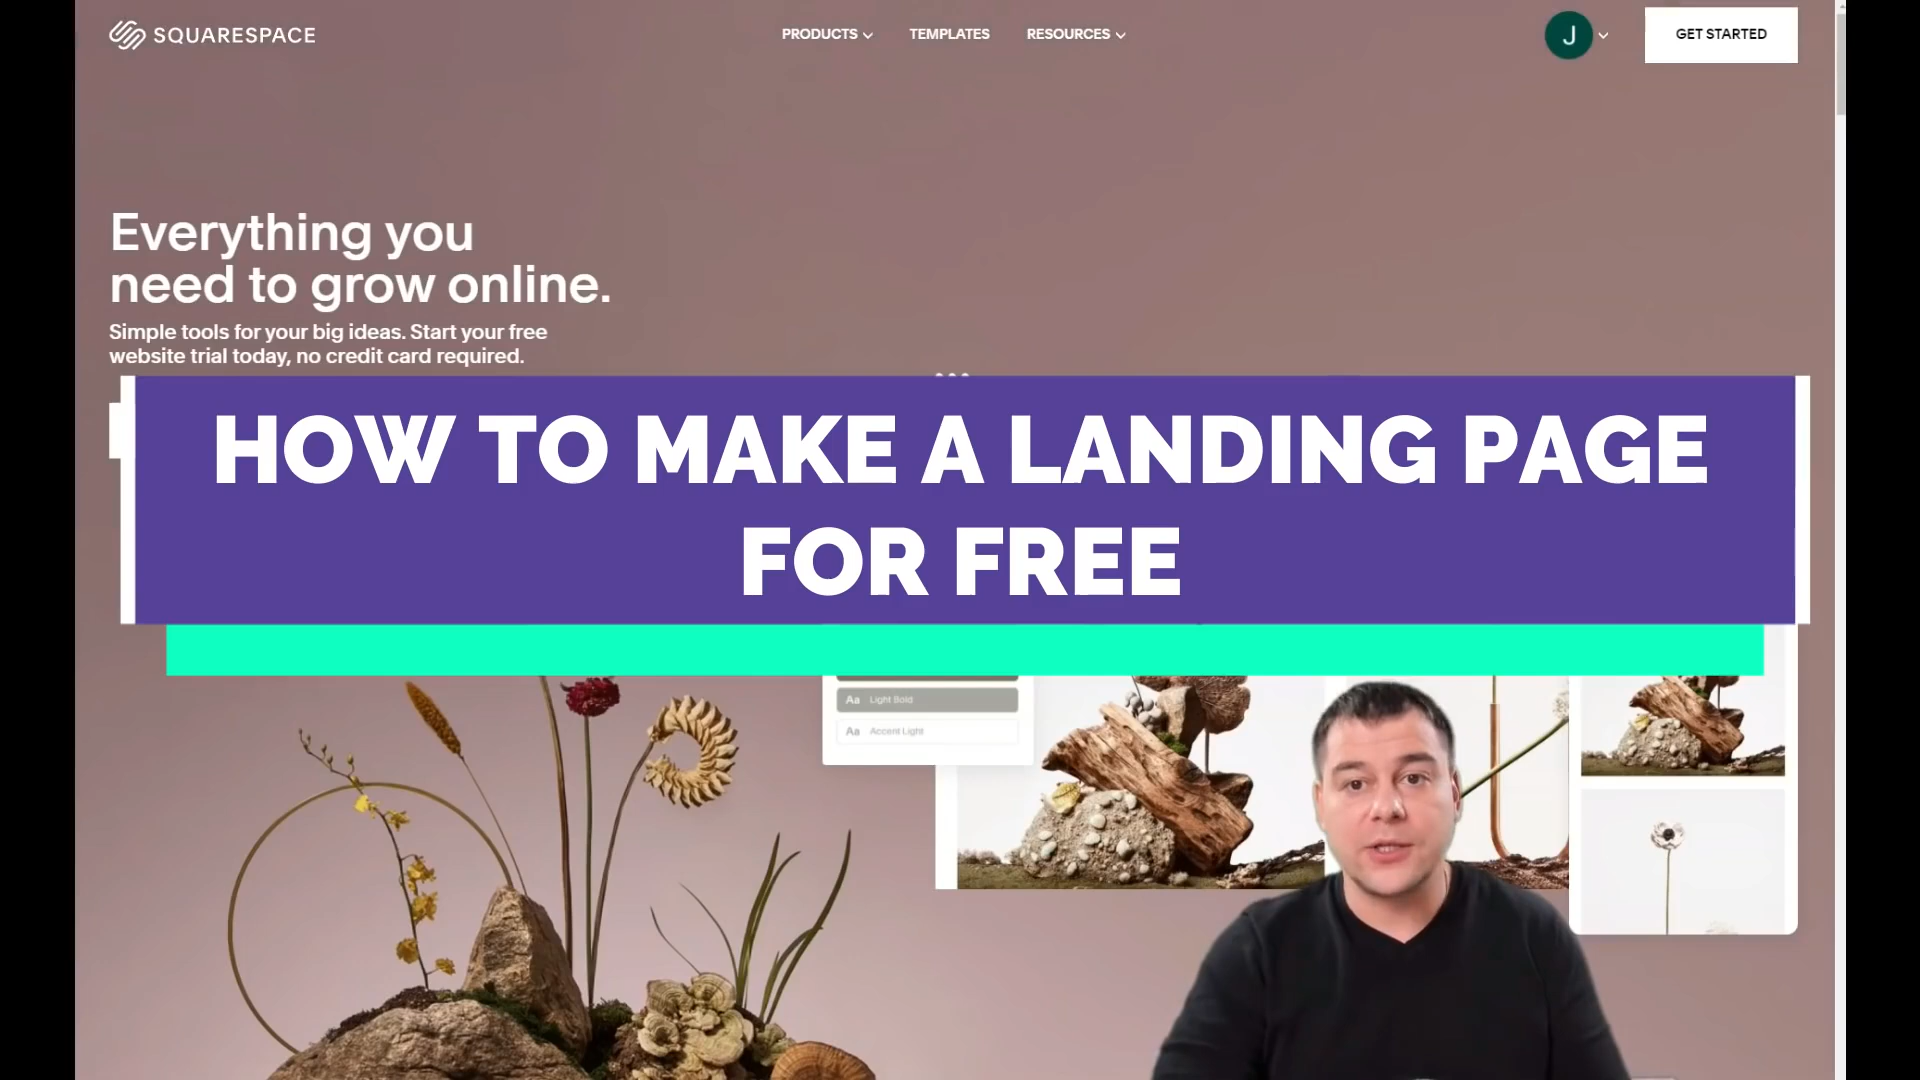 SQUARESPACE
PRODUCTS
TEMPLATES
RESOURCES
J
GET STARTED
Everything you
need to grow online.
Simple tools for your big ideas. Start your free
website trial today, no credit card required.
HOW TO MAKE A LANDING PAGE
FOR FREE
Aa Light Bold
Aa Accent Light